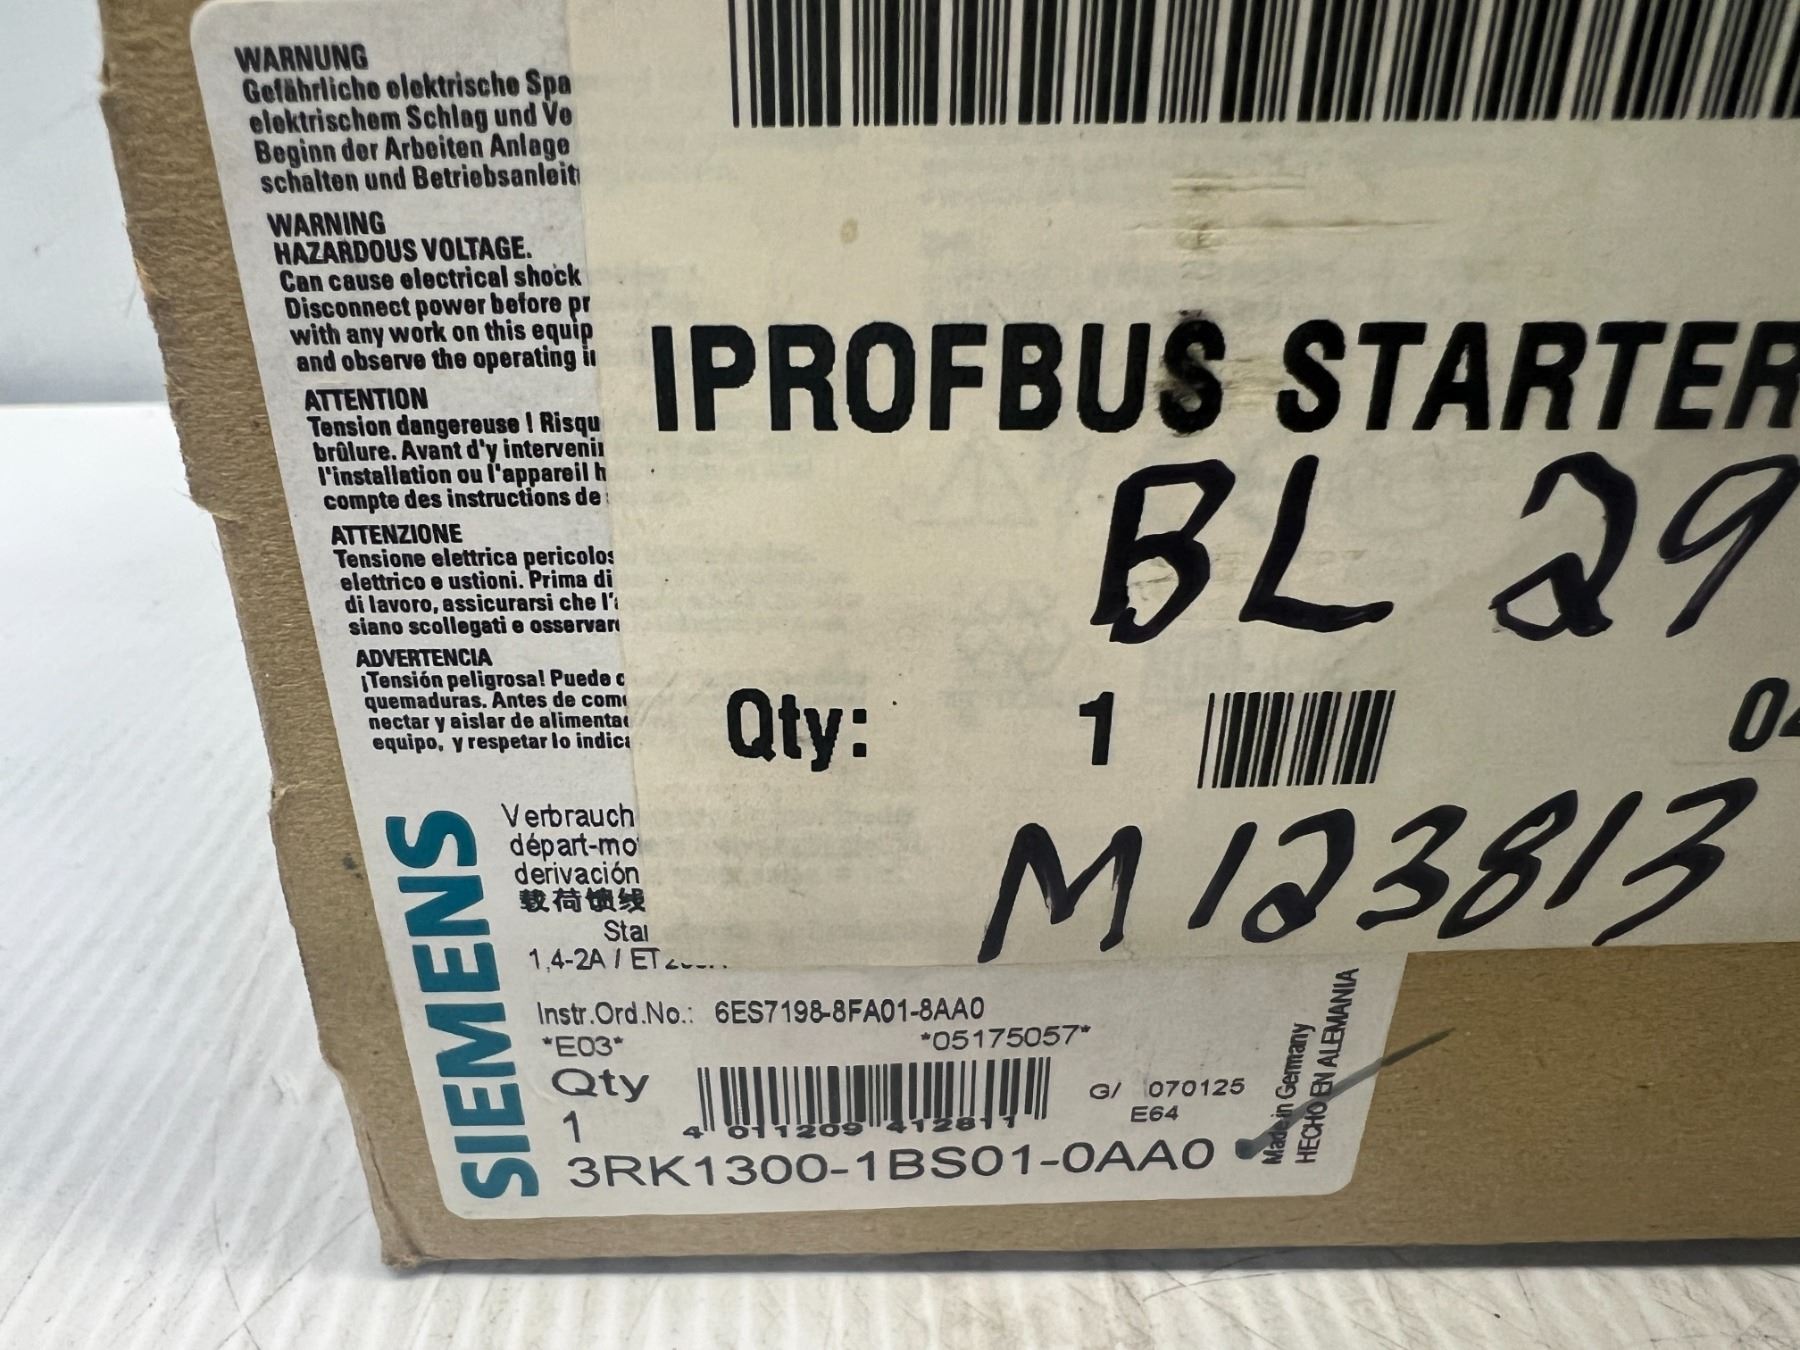 WARNUNG
Gefährliche elektrische Spa
elektrischem Schlag und Ve
Beginn der Arbeiten Anlage
schalten und Betriebsanleit
WARNING
HAZARDOUS VOLTAGE.
Can cause electrical shock
Disconnect power before pr
with any work on this equip
and observe the operating i
ATTENTION
Tension dangereuse ! Risqu
brûlure. Avant d'y interveni
l'installation ou l'appareil h
compte des instructions de
ATTENZIONE
Tensione elettrica pericolos
elettrico e ustioni. Prima di
di lavoro, assicurarsi che l'
siano scollegati e osservar
ADVERTENCIA
¡Tensión peligrosa! Puede c
quemaduras. Antes de com
nectar y aislar de alimenta
equipo, y respetar lo indic
IPROFBUS STARTER
BL 29
Qty: 1
04
M123813
SIEMENS
Verbrauch
départ-mo
derivación
载荷馈线
Star
1,4-2A / ET
Instr.Ord.No.: 6ES7198-8FA01-8AA0
*E03* *05175057*
Qty
1
4 011209 412811
G/ 070125
E64
3RK1300-1BS01-0AA0
Made in Germany
HECHO EN ALEMANIA